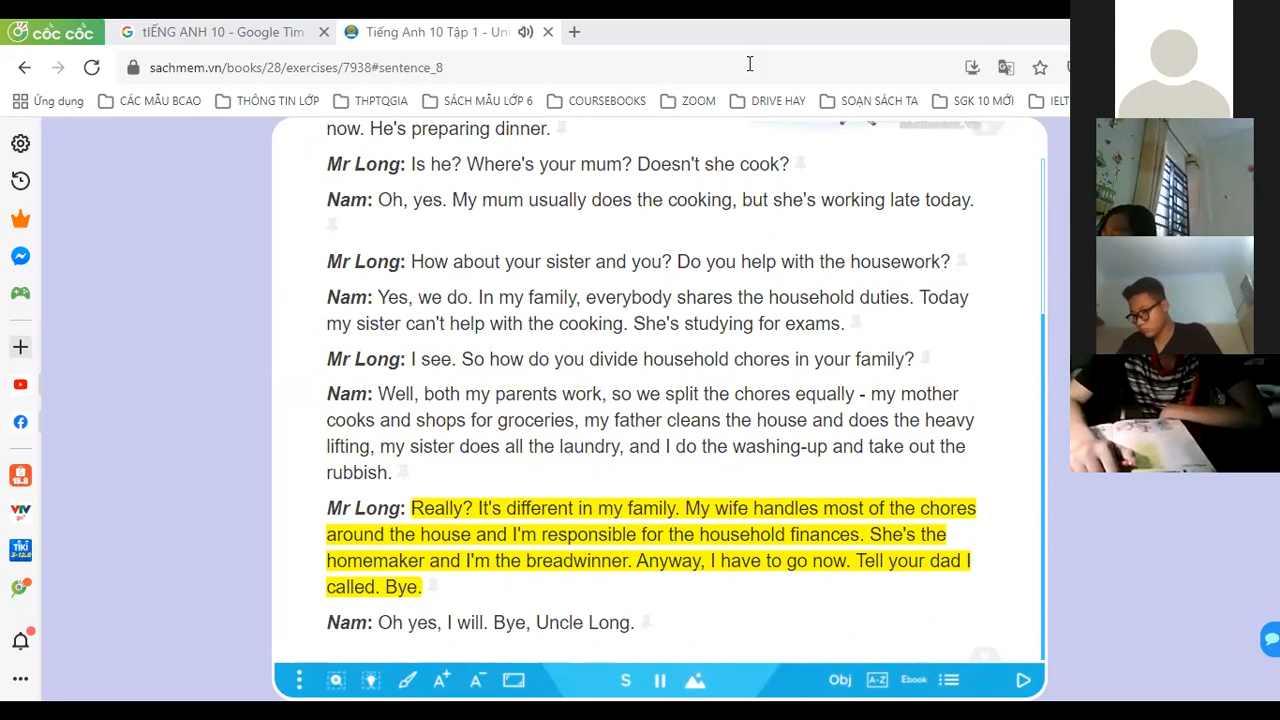 cốc cốc
tIẾNG ANH 10 - Google Tìm
Tiếng Anh 10 Tập 1 - Un
sachmem.vn/books/28/exercises/7938#sentence_8
Ứng dụng
CÁC MẪU BCAO
THÔNG TIN LỚP
THPTQGIA
SÁCH MẪU LỚP 6
COURSEBOOKS
ZOOM
DRIVE HAY
SOẠN SÁCH TA
SGK 10 MỚI
IELT
now. He's preparing dinner.
Mr Long: Is he? Where's your mum? Doesn't she cook?
Nam: Oh, yes. My mum usually does the cooking, but she's working late today.
Mr Long: How about your sister and you? Do you help with the housework?
Nam: Yes, we do. In my family, everybody shares the household duties. Today
my sister can't help with the cooking. She's studying for exams.
Mr Long: I see. So how do you divide household chores in your family?
Nam: Well, both my parents work, so we split the chores equally - my mother
cooks and shops for groceries, my father cleans the house and does the heavy
lifting, my sister does all the laundry, and I do the washing-up and take out the
rubbish.
Mr Long: Really? It's different in my family. My wife handles most of the chores
around the house and I'm responsible for the household finances. She's the
homemaker and I'm the breadwinner. Anyway, I have to go now. Tell your dad I
called. Bye.
Nam: Oh yes, I will. Bye, Uncle Long.
15.8
VTV
go
TIKI
3-12.8
A+
A-
S
Obj
A-Z
Ebook